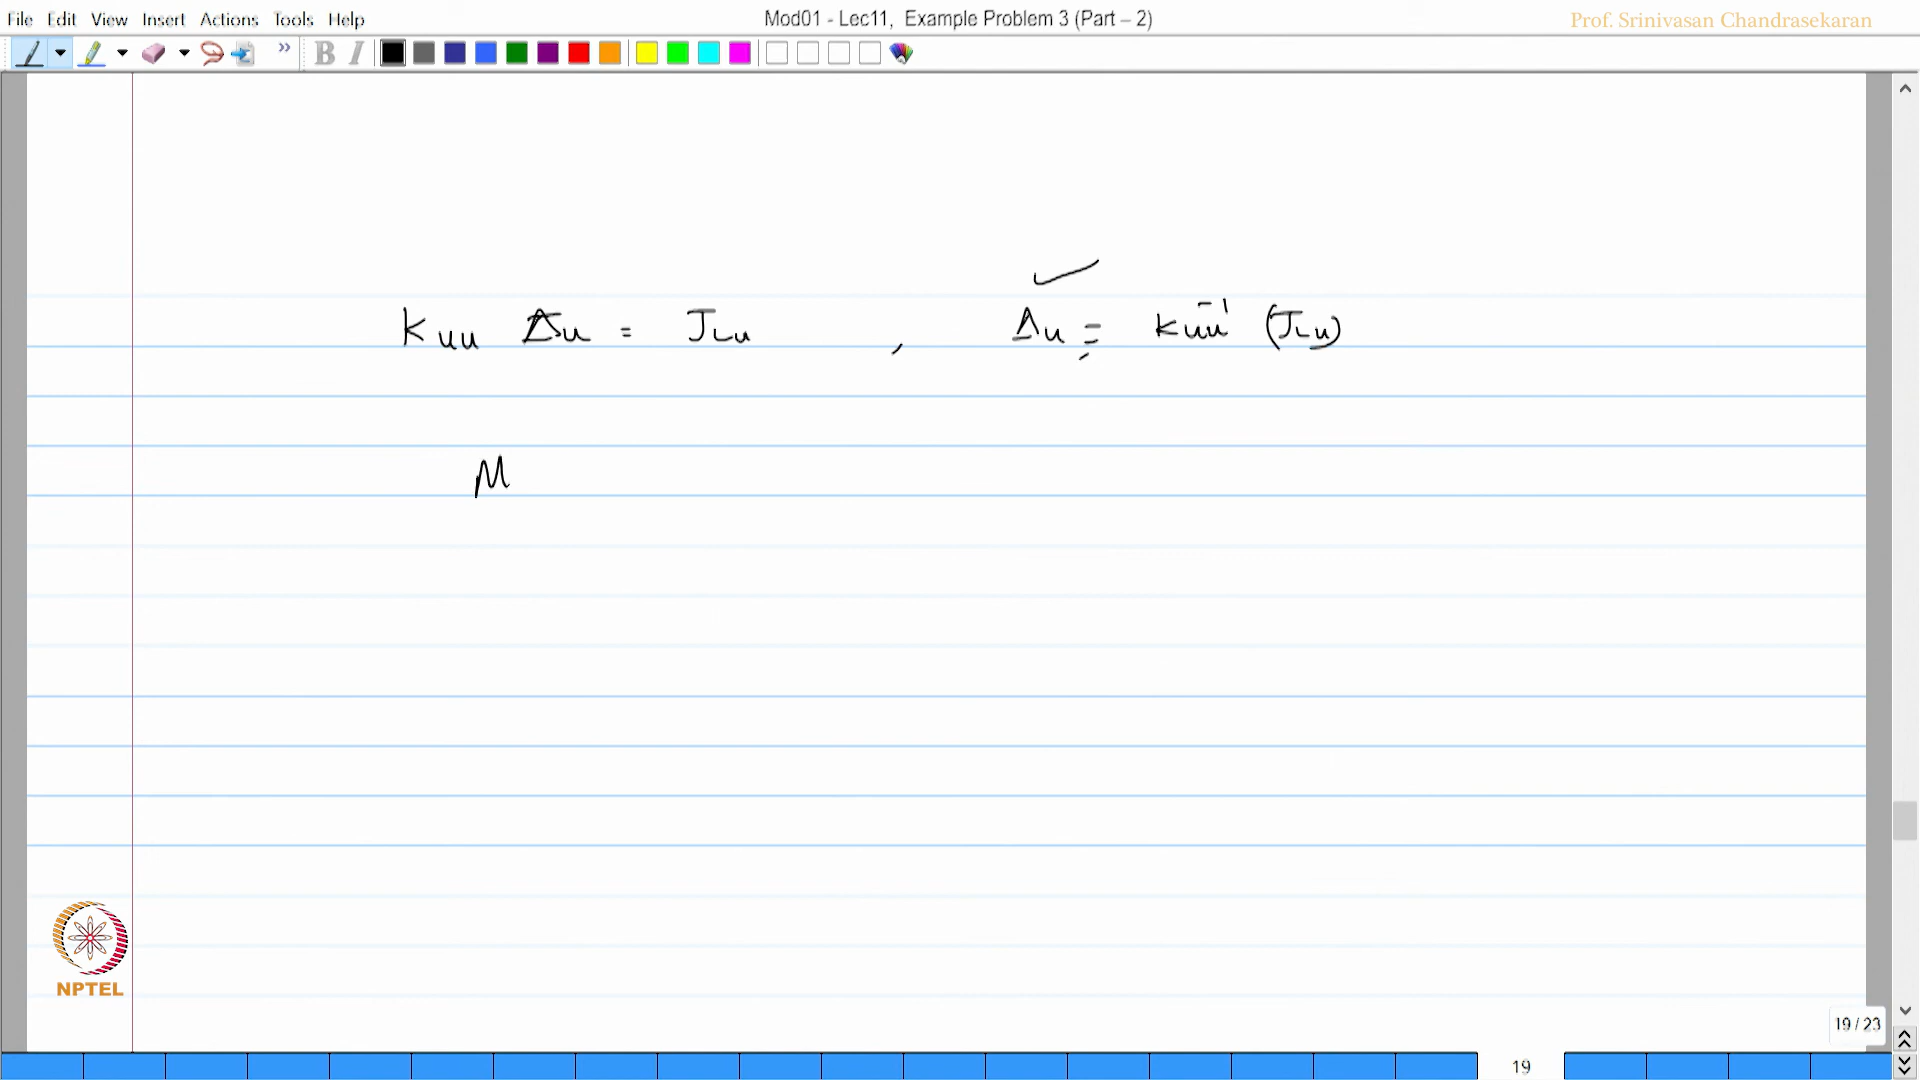 File Edit View Insert Actions Tools Help
Mod01 - Lec11, Example Problem 3 (Part – 2)
Prof. Srinivasan Chandrasekaran
B I
Kuu Δu = JLu , Δu = Kuu⁻¹ (JLu)
M
NPTEL
19 / 23
19